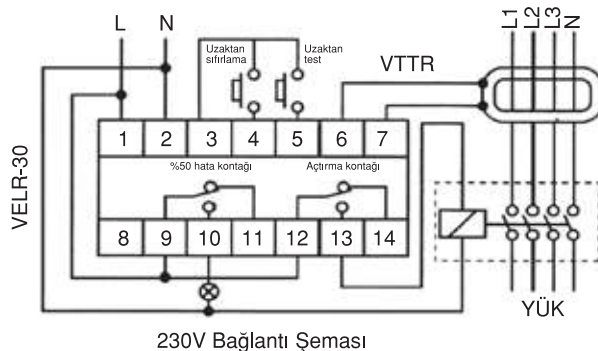 L N
Uzaktan sıfırlama
Uzaktan test
VTTR
L1 L2 L3 N
VELR-30
1 2 3 4 5 6 7
%50 hata kontağı
Açtırma kontağı
8 9 10 11 12 13 14
YÜK
230V Bağlantı Şeması